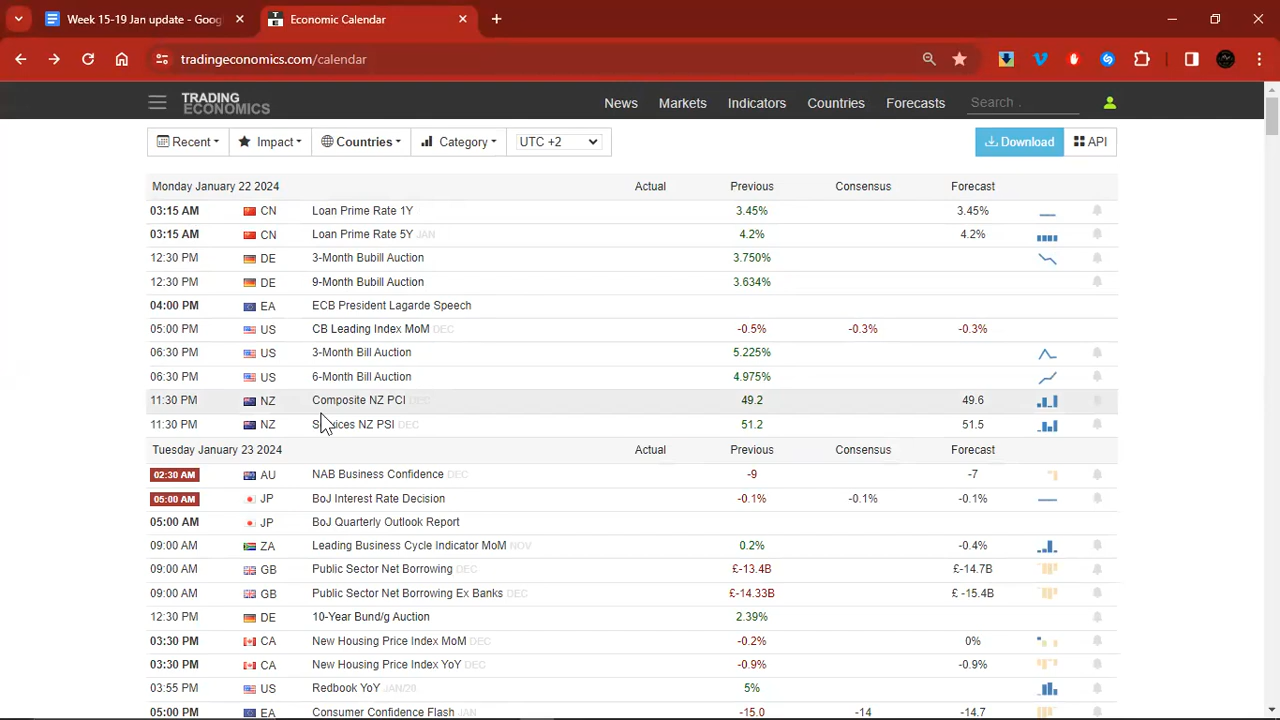 Week 15-19 Jan update - Goog
Economic Calendar
tradingeconomics.com/calendar
TRADING ECONOMICS News Markets Indicators Countries Forecasts Search .
Recent Impact Countries Category UTC +2 Download API
Monday January 22 2024 Actual Previous Consensus Forecast
03:15 AM CN Loan Prime Rate 1Y 3.45% 3.45%
03:15 AM CN Loan Prime Rate 5Y JAN 4.2% 4.2%
12:30 PM DE 3-Month Bubill Auction 3.750%
12:30 PM DE 9-Month Bubill Auction 3.634%
04:00 PM EA ECB President Lagarde Speech
05:00 PM US CB Leading Index MoM DEC -0.5% -0.3% -0.3%
06:30 PM US 3-Month Bill Auction 5.225%
06:30 PM US 6-Month Bill Auction 4.975%
11:30 PM NZ Composite NZ PCI DEC 49.2 49.6
11:30 PM NZ Services NZ PSI DEC 51.2 51.5
Tuesday January 23 2024 Actual Previous Consensus Forecast
02:30 AM AU NAB Business Confidence DEC -9 -7
05:00 AM JP BoJ Interest Rate Decision -0.1% -0.1% -0.1%
05:00 AM JP BoJ Quarterly Outlook Report
09:00 AM ZA Leading Business Cycle Indicator MoM NOV 0.2% -0.4%
09:00 AM GB Public Sector Net Borrowing DEC £-13.4B £-14.7B
09:00 AM GB Public Sector Net Borrowing Ex Banks DEC £-14.33B £ -15.4B
12:30 PM DE 10-Year Bund/g Auction 2.39%
03:30 PM CA New Housing Price Index MoM DEC -0.2% 0%
03:30 PM CA New Housing Price Index YoY DEC -0.9% -0.9%
03:55 PM US Redbook YoY JAN/20 5%
05:00 PM EA Consumer Confidence Flash JAN -15.0 -14 -14.7